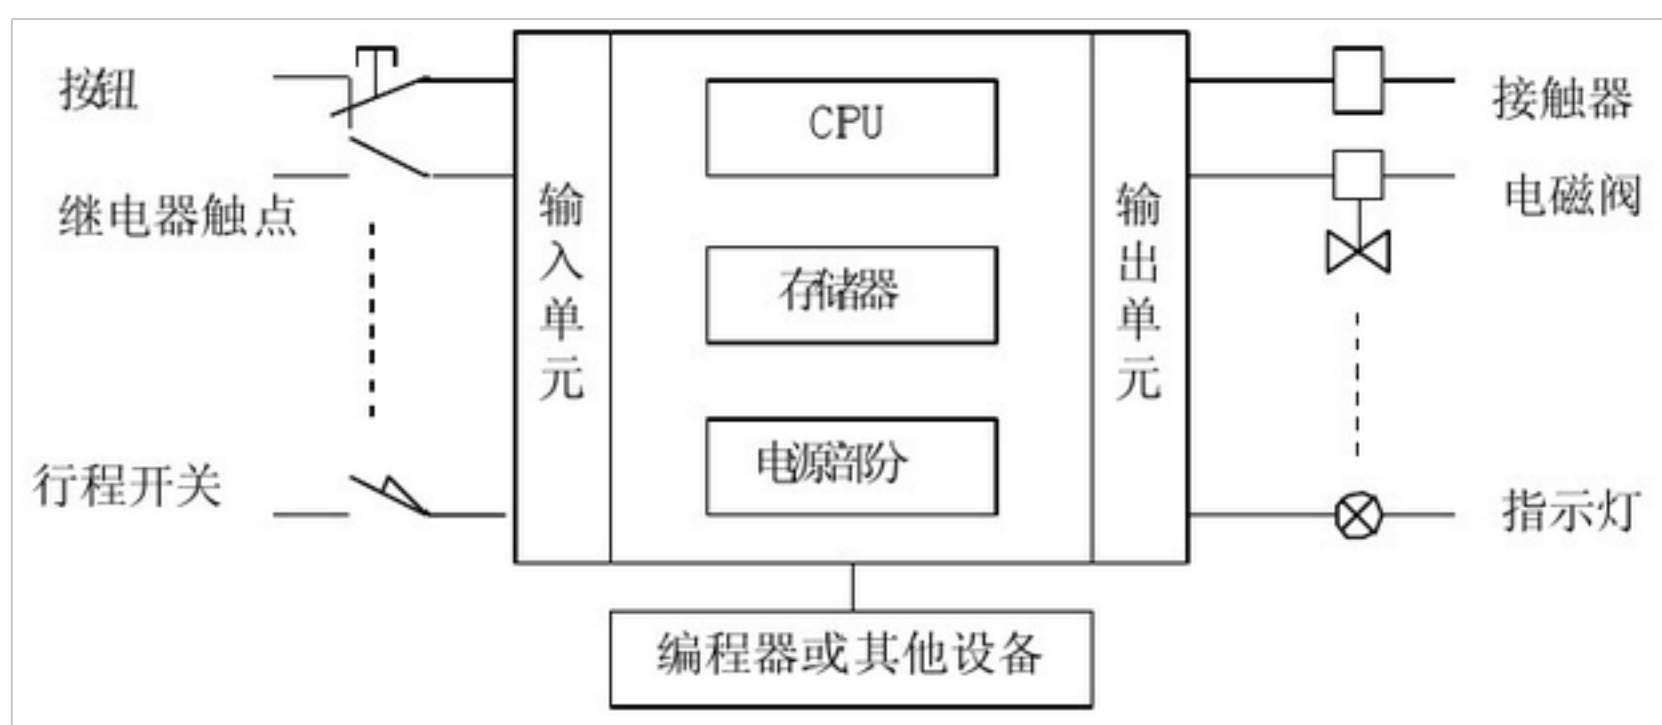 按钮
CPU
接触器
继电器触点
输入单元
存储器
输出单元
电磁阀
行程开关
电源部分
指示灯
编程器或其他设备